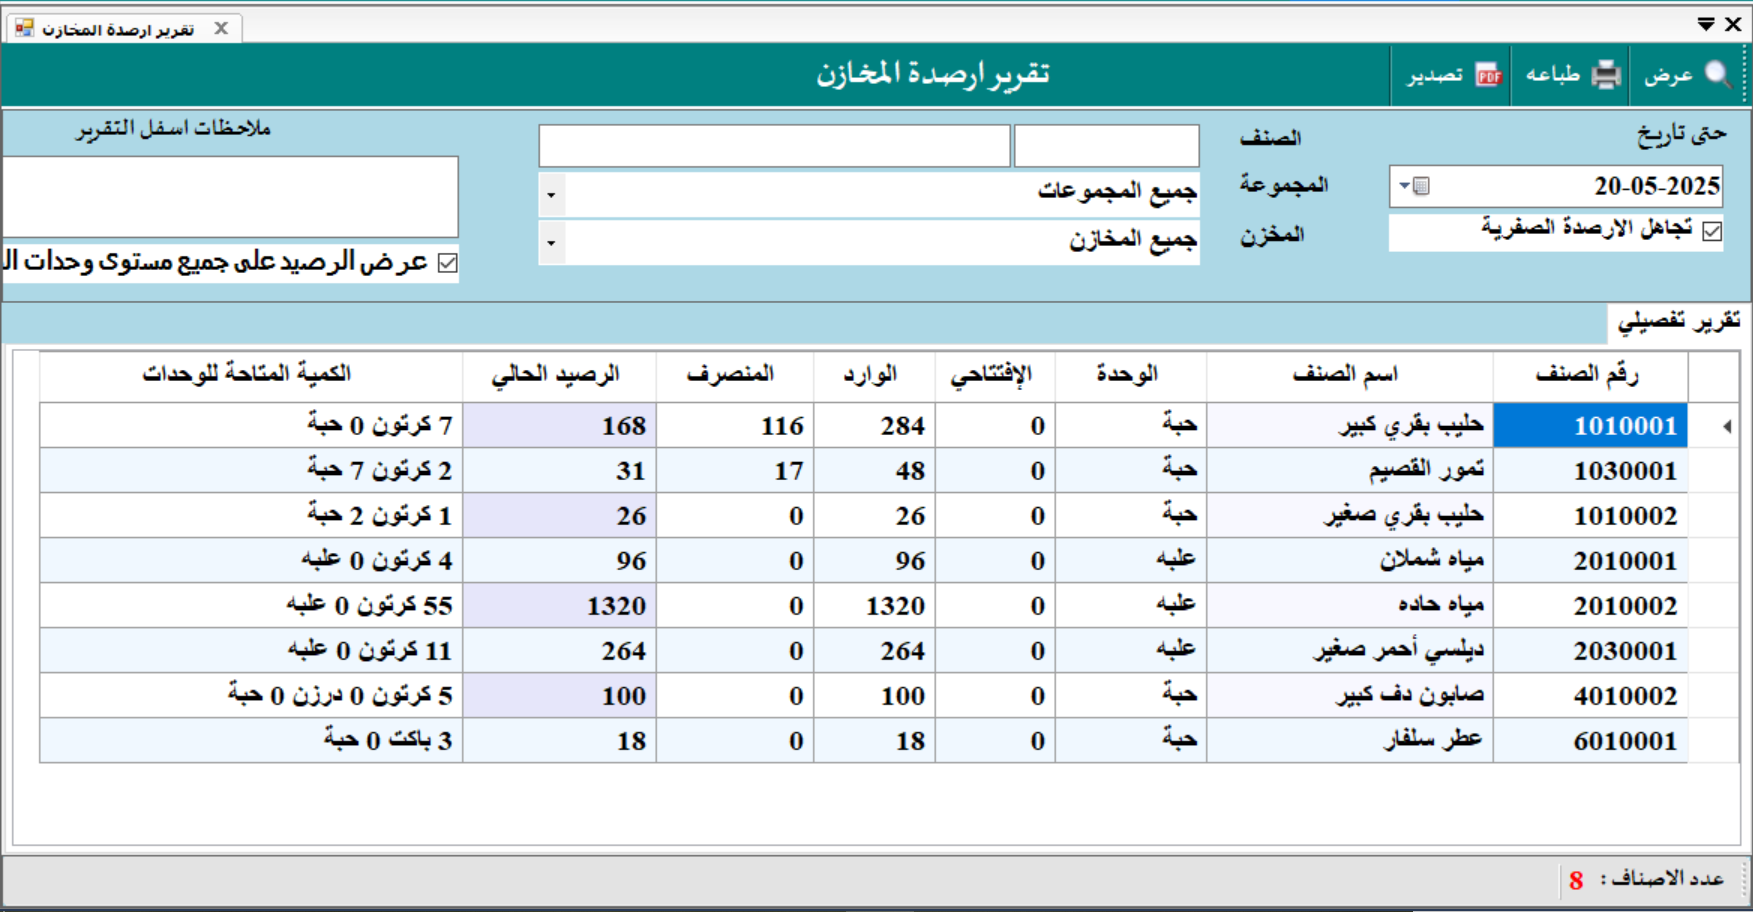 تقرير ارصدة المخازن
عرض
طباعه
تصدير
تقرير ارصدة المخازن
حتى تاريخ
20-05-2025
تجاهل الارصدة الصفرية
الصنف
المجموعة
جميع المجموعات
المخزن
جميع المخازن
ملاحظات اسفل التقرير
عرض الرصيد على جميع مستوى وحدات ال
تقرير تفصيلي
رقم الصنف اسم الصنف الوحدة الإفتتاحي الوارد المنصرف الرصيد الحالي الكمية المتاحة للوحدات
1010001 حليب بقري كبير حبة 0 284 116 168 7 كرتون 0 حبة
1030001 تمور القصيم حبة 0 48 17 31 2 كرتون 7 حبة
1010002 حليب بقري صغير حبة 0 26 0 26 1 كرتون 2 حبة
2010001 مياه شملان علبه 0 96 0 96 4 كرتون 0 علبه
2010002 مياه حاده علبه 0 1320 0 1320 55 كرتون 0 علبه
2030001 ديلسي أحمر صغير علبه 0 264 0 264 11 كرتون 0 علبه
4010002 صابون دف كبير حبة 0 100 0 100 5 كرتون 0 درزن 0 حبة
6010001 عطر سلفار حبة 0 18 0 18 3 باكت 0 حبة
عدد الاصناف : 8